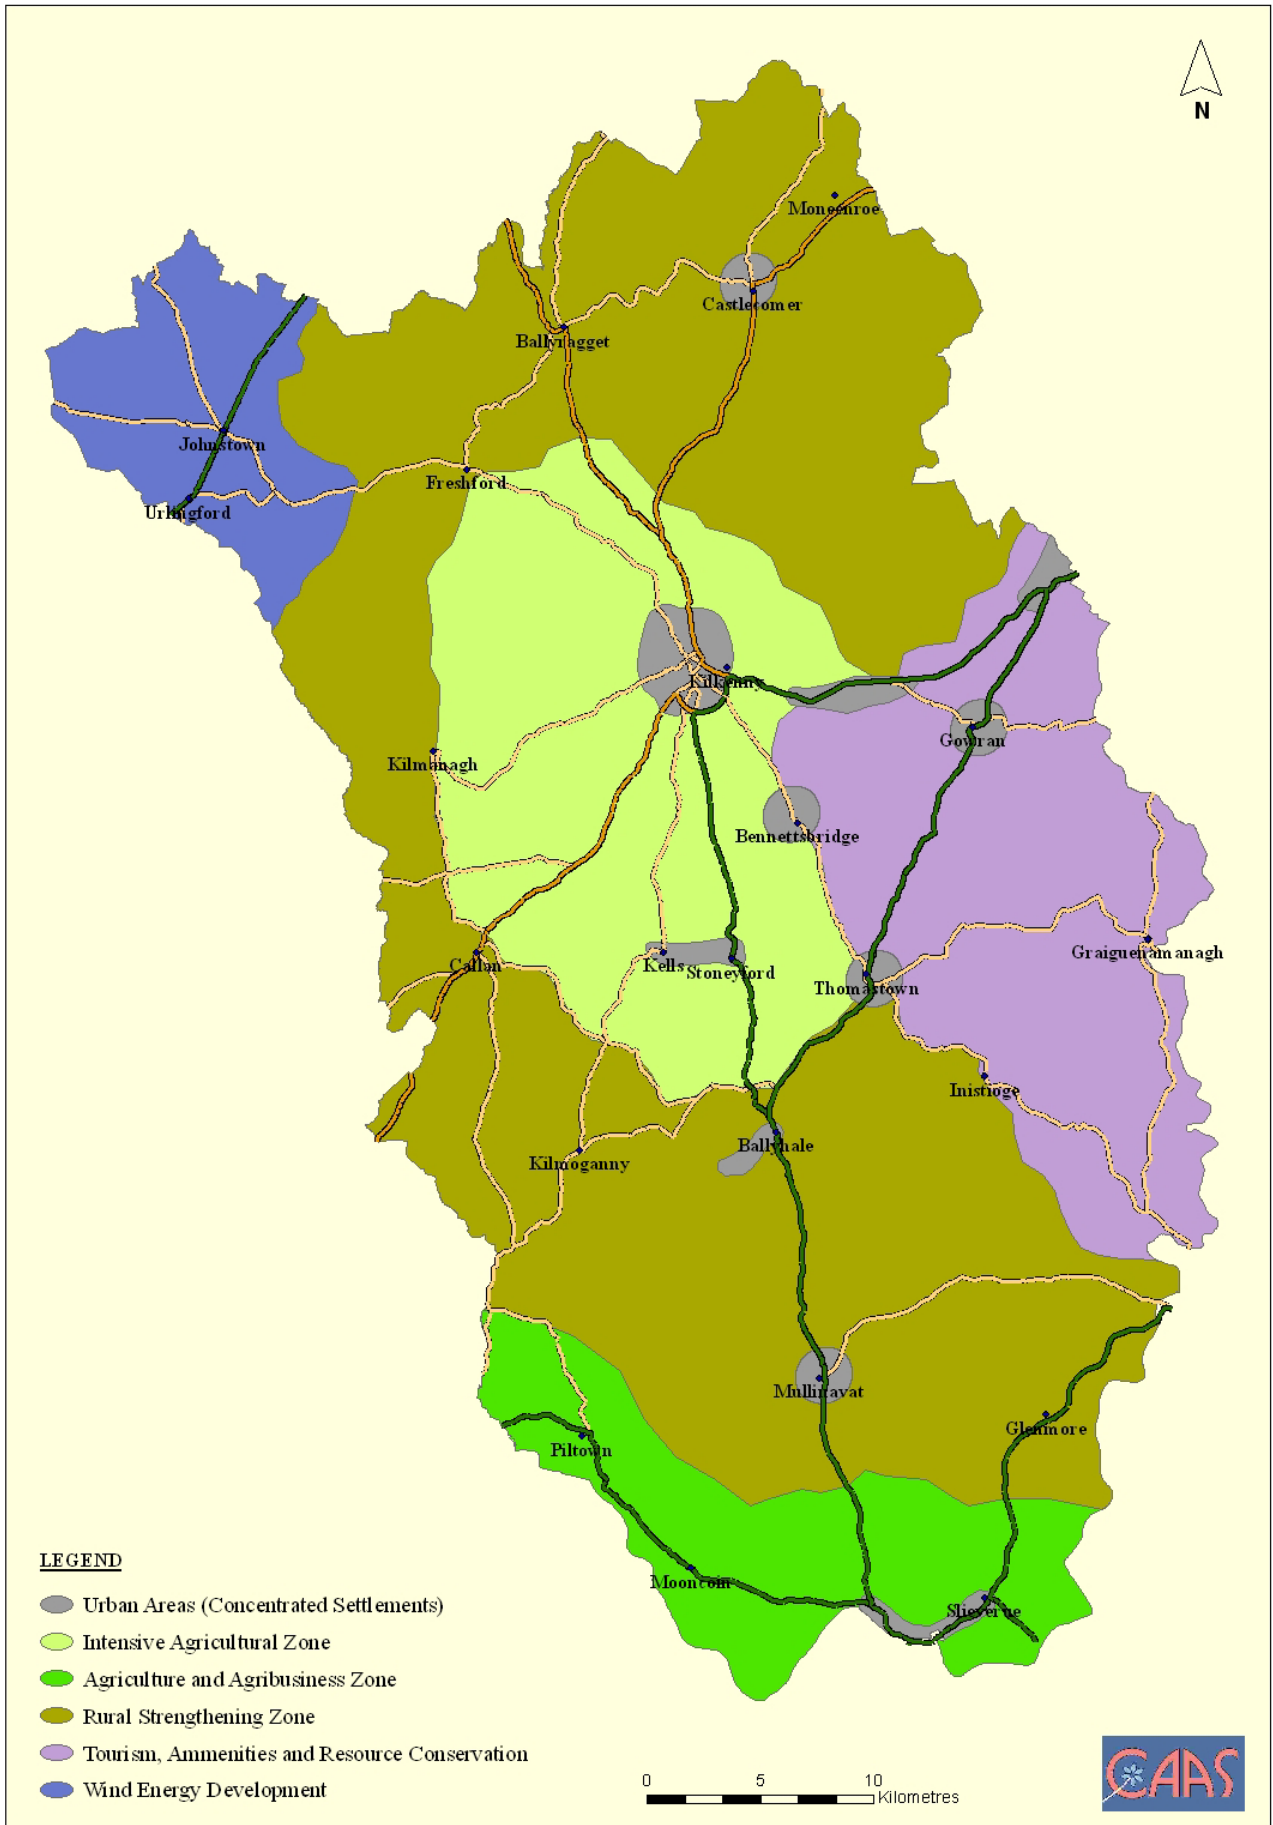 N
Moneenroe
Castlecomer
Ballyragget
Johnstown
Freshford
Urlingford
Kilkenny
Gowran
Kilmanagh
Bennettsbridge
Graiguenamanagh
Callan
Kells
Stoneyford
Thomastown
Inistioge
Ballyhale
Kilmoganny
Mullinavat
Glenmore
Piltown
Mooncoin
Slieverue
LEGEND
Urban Areas (Concentrated Settlements)
Intensive Agricultural Zone
Agriculture and Agribusiness Zone
Rural Strengthening Zone
Tourism, Ammenities and Resource Conservation
Wind Energy Development
0 5 10
Kilometres
CAAS